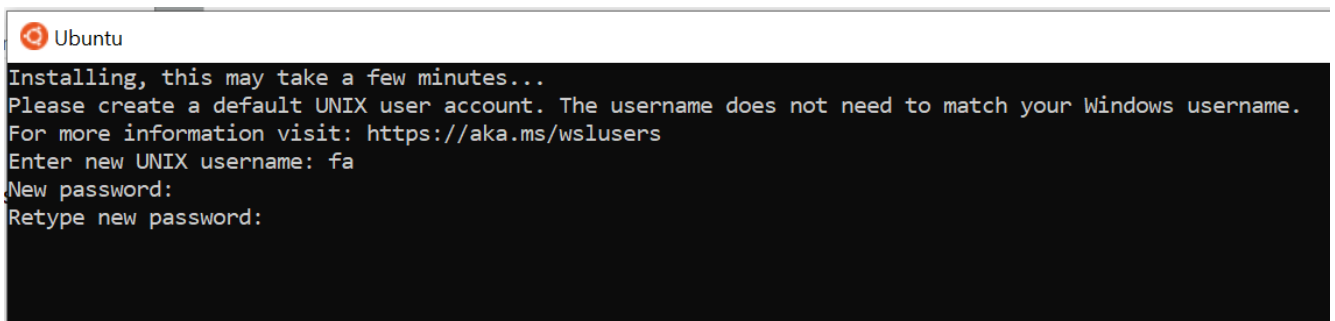 Ubuntu
Installing, this may take a few minutes...
Please create a default UNIX user account. The username does not need to match your Windows username.
For more information visit: https://aka.ms/wslusers
Enter new UNIX username: fa
New password:
Retype new password: